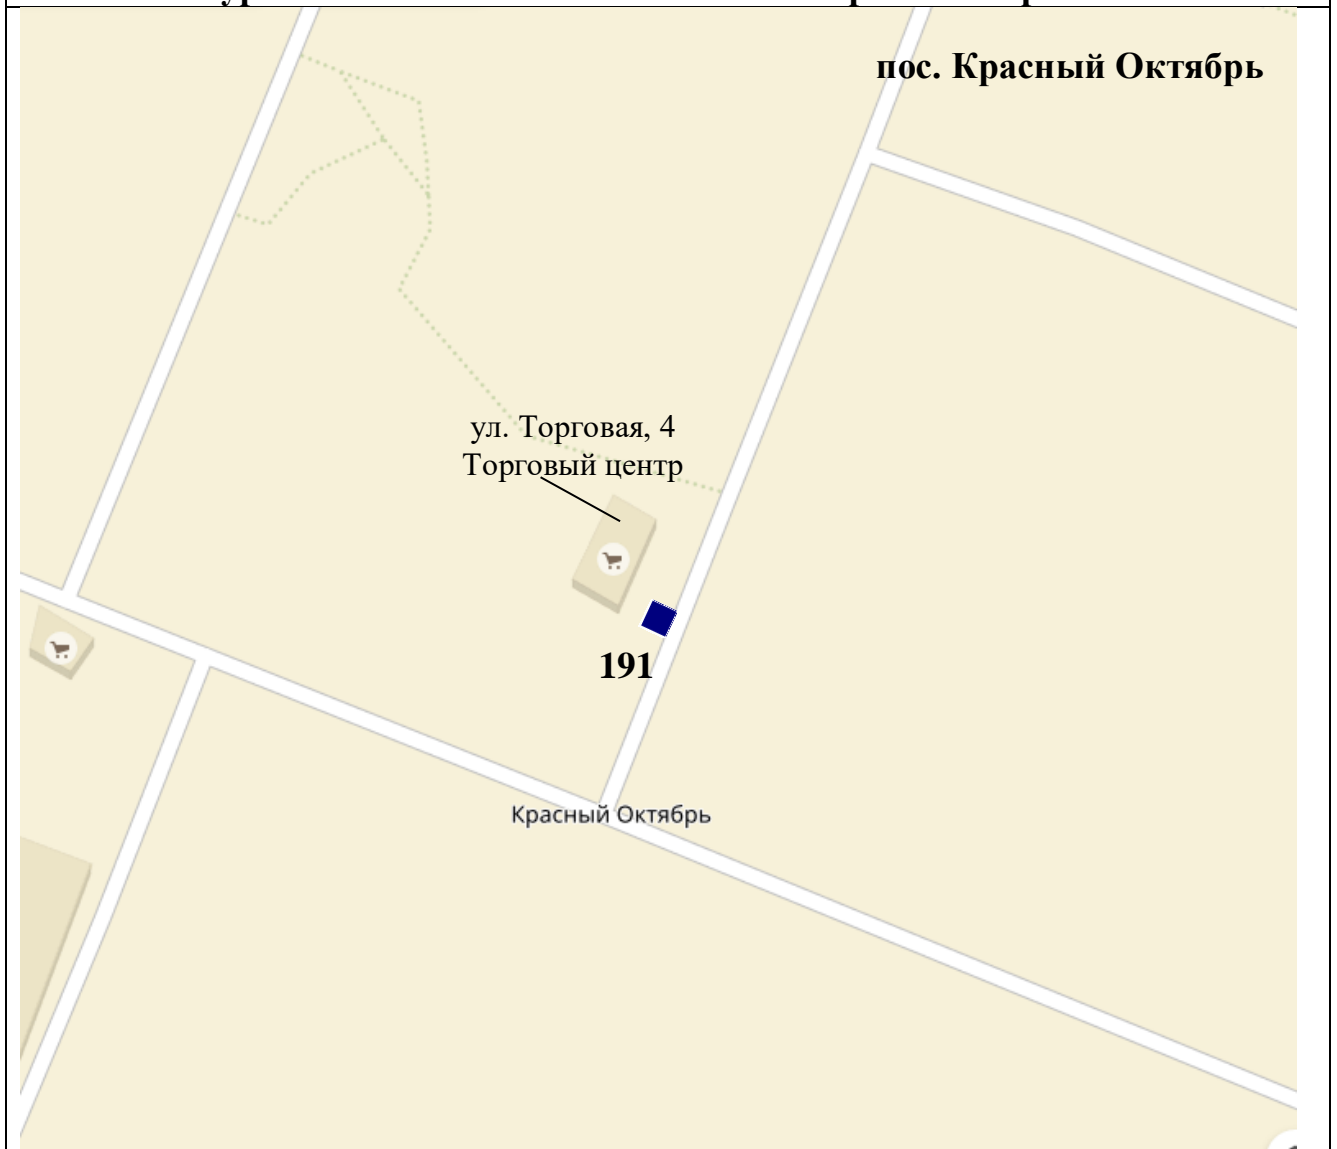 пос. Красный Октябрь
ул. Торговая, 4
Торговый центр
191
Красный Октябрь